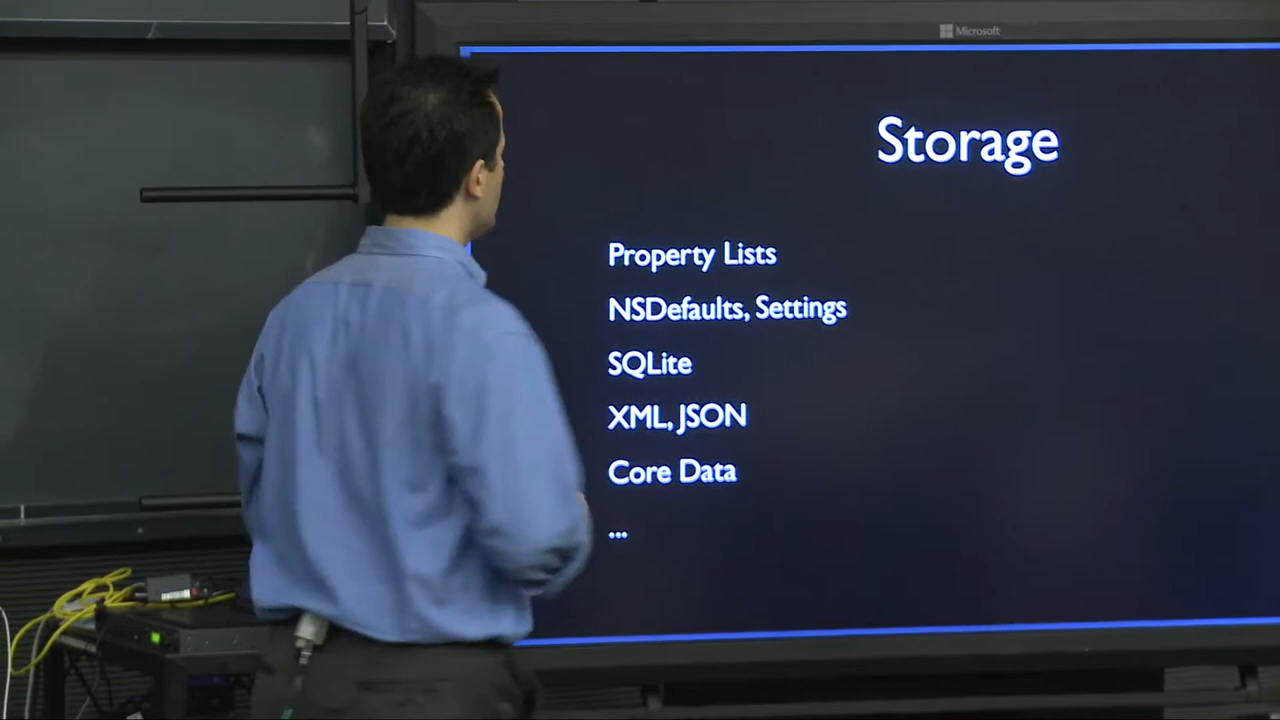 Microsoft
Storage
Property Lists
NSDefaults, Settings
SQLite
XML, JSON
Core Data
...